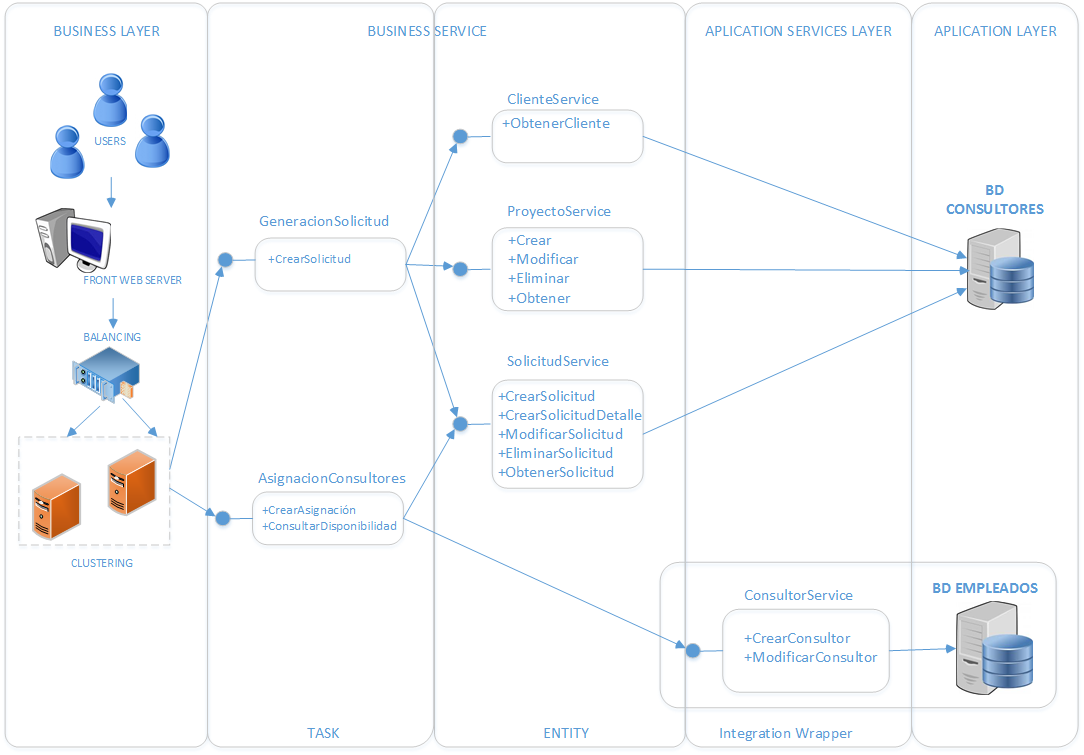 BUSINESS LAYER
BUSINESS SERVICE
APLICATION SERVICES LAYER
APLICATION LAYER
USERS
FRONT WEB SERVER
BALANCING
CLUSTERING
GeneracionSolicitud
+CrearSolicitud
AsignacionConsultores
+CrearAsignación
+ConsultarDisponibilidad
TASK
ClienteService
+ObtenerCliente
ProyectoService
+Crear
+Modificar
+Eliminar
+Obtener
SolicitudService
+CrearSolicitud
+CrearSolicitudDetalle
+ModificarSolicitud
+EliminarSolicitud
+ObtenerSolicitud
ENTITY
ConsultorService
+CrearConsultor
+ModificarConsultor
Integration Wrapper
BD
CONSULTORES
BD EMPLEADOS